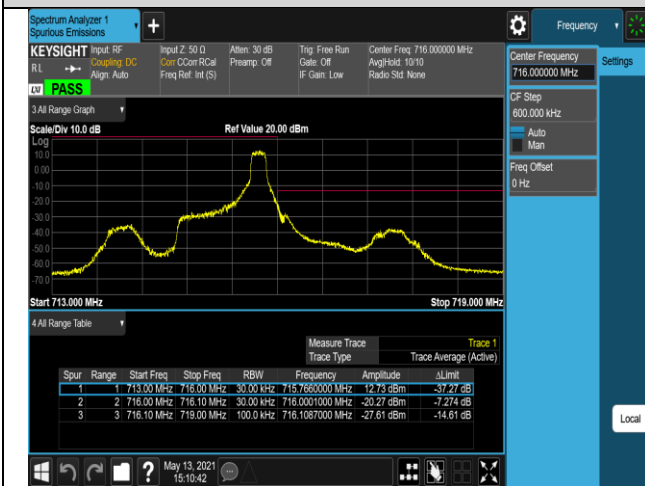 Spectrum Analyzer 1
Spurious Emissions
Frequency
KEYSIGHT Input: RF Input Z: 50 Ω Atten: 30 dB Trig: Free Run Center Freq: 716.000000 MHz
RL Coupling: DC Corr CCorr RCal Preamp: Off Gate: Off Avg|Hold: 10/10
Align: Auto Freq Ref: Int (S) IF Gain: Low Radio Std: None
LXI PASS
Center Frequency
716.000000 MHz
Settings
CF Step
600.000 kHz
Auto
Man
Freq Offset
0 Hz
3 All Range Graph
Scale/Div 10.0 dB Ref Value 20.00 dBm
Log
10.0
0.00
-10.0
-20.0
-30.0
-40.0
-50.0
-60.0
-70.0
Start 713.000 MHz Stop 719.000 MHz
4 All Range Table
Measure Trace Trace 1
Trace Type Trace Average (Active)
Spur Range Start Freq Stop Freq RBW Frequency Amplitude ΔLimit
1 1 713.00 MHz 716.00 MHz 30.00 kHz 715.7660000 MHz 12.73 dBm -37.27 dB
2 2 716.00 MHz 716.10 MHz 30.00 kHz 716.0001000 MHz -20.27 dBm -7.274 dB
3 3 716.10 MHz 719.00 MHz 100.0 kHz 716.1087000 MHz -27.61 dBm -14.61 dB
Local
? May 13, 2021
15:10:42